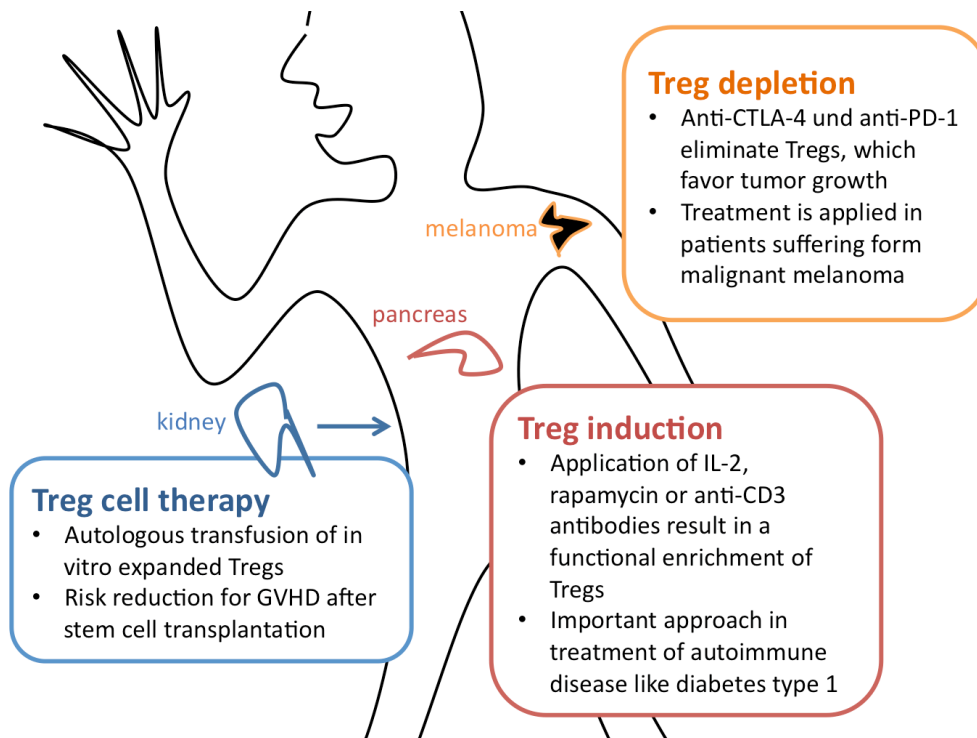 Treg depletion
• Anti-CTLA-4 und anti-PD-1
eliminate Tregs, which
favor tumor growth
• Treatment is applied in
patients suffering form
malignant melanoma
melanoma
pancreas
kidney
Treg cell therapy
• Autologous transfusion of in
vitro expanded Tregs
• Risk reduction for GVHD after
stem cell transplantation
Treg induction
• Application of IL-2,
rapamycin or anti-CD3
antibodies result in a
functional enrichment of
Tregs
• Important approach in
treatment of autoimmune
disease like diabetes type 1